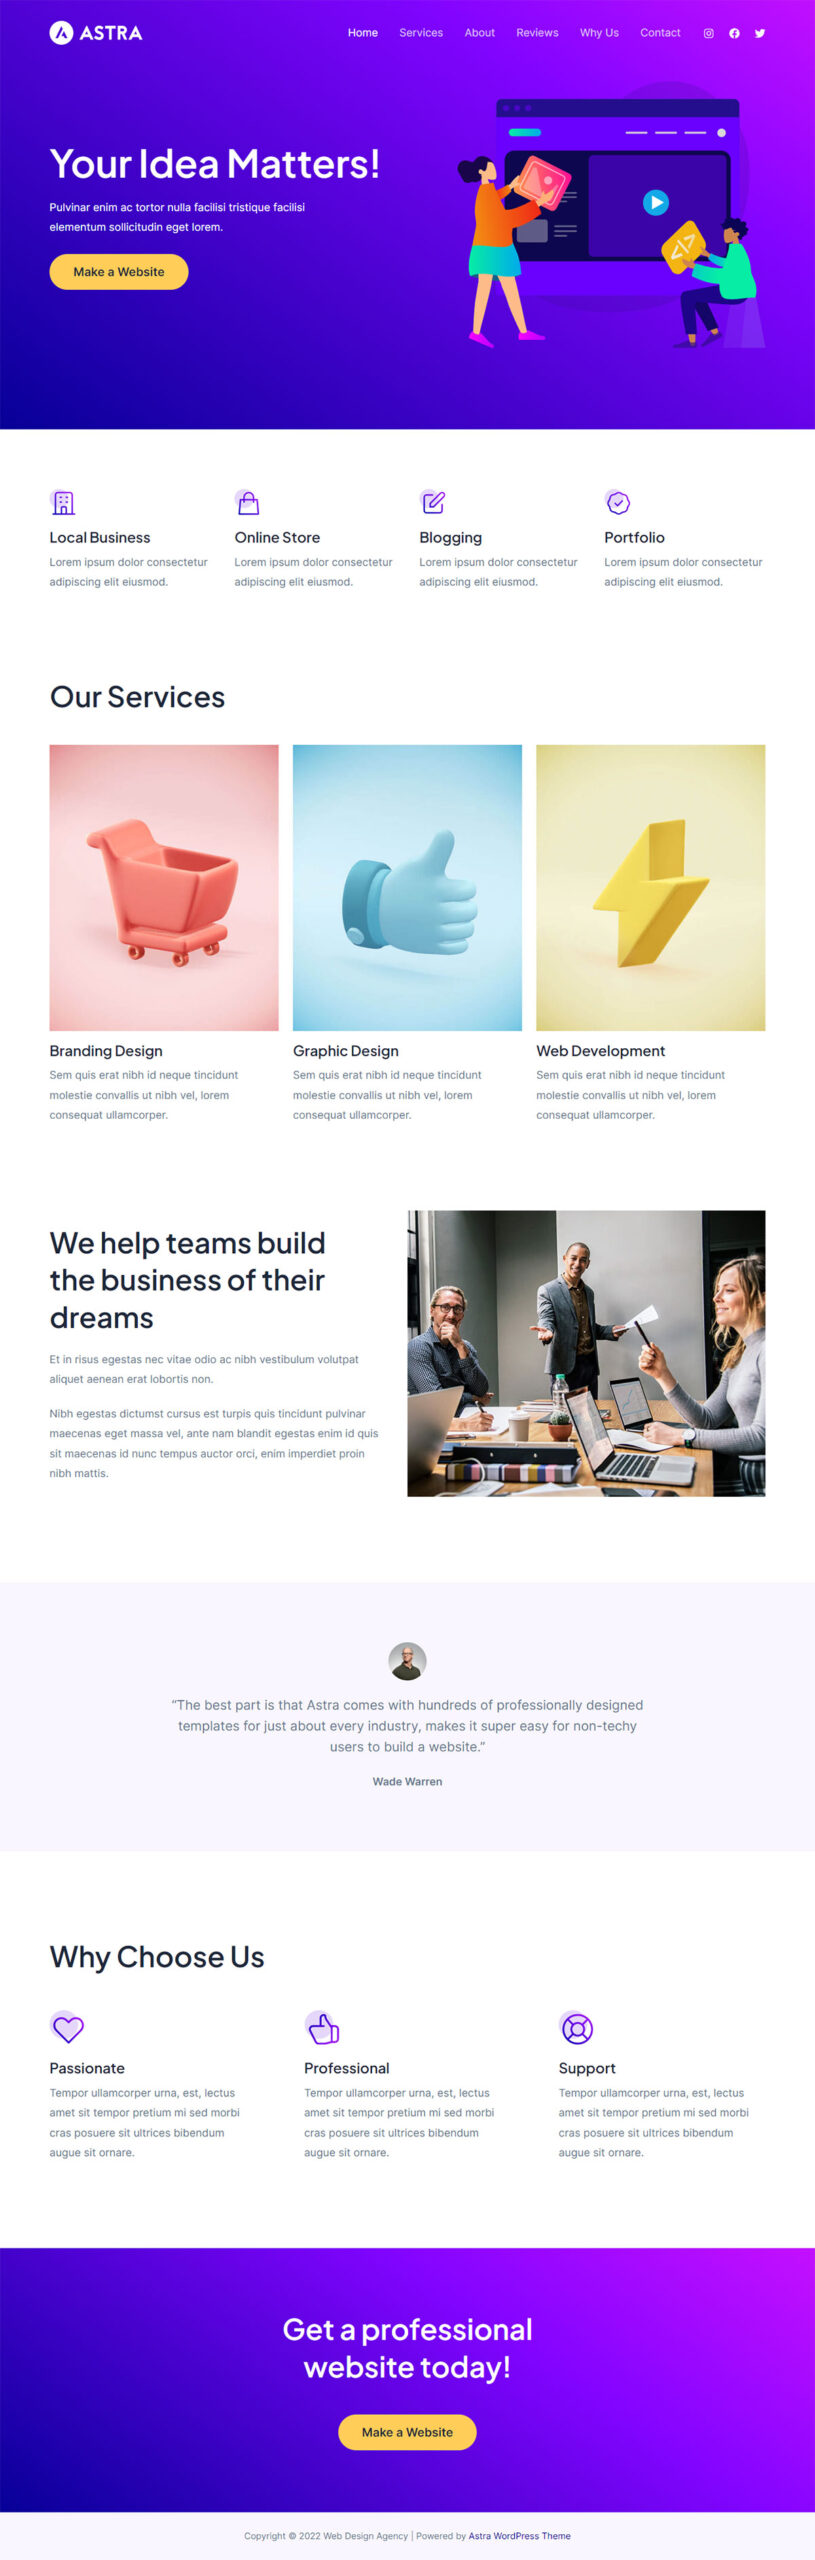 ASTRA
Home Services About Reviews Why Us Contact
Your Idea Matters!
Pulvinar enim ac tortor nulla facilisi tristique facilisi
elementum sollicitudin eget lorem.
Make a Website
</>
Local Business
Lorem ipsum dolor consectetur
adipiscing elit eiusmod.
Online Store
Lorem ipsum dolor consectetur
adipiscing elit eiusmod.
Blogging
Lorem ipsum dolor consectetur
adipiscing elit eiusmod.
Portfolio
Lorem ipsum dolor consectetur
adipiscing elit eiusmod.
Our Services
Branding Design
Sem quis erat nibh id neque tincidunt
molestie convallis ut nibh vel, lorem
consequat ullamcorper.
Graphic Design
Sem quis erat nibh id neque tincidunt
molestie convallis ut nibh vel, lorem
consequat ullamcorper.
Web Development
Sem quis erat nibh id neque tincidunt
molestie convallis ut nibh vel, lorem
consequat ullamcorper.
We help teams build
the business of their
dreams
Et in risus egestas nec vitae odio ac nibh vestibulum volutpat
aliquet aenean erat lobortis non.
Nibh egestas dictumst cursus est turpis quis tincidunt pulvinar
maecenas eget massa vel, ante nam blandit egestas enim id quis
sit maecenas id nunc tempus auctor orci, enim imperdiet proin
nibh mattis.
“The best part is that Astra comes with hundreds of professionally designed
templates for just about every industry, makes it super easy for non-techy
users to build a website.”
Wade Warren
Why Choose Us
Passionate
Tempor ullamcorper urna, est, lectus
amet sit tempor pretium mi sed morbi
cras posuere sit ultrices bibendum
augue sit ornare.
Professional
Tempor ullamcorper urna, est, lectus
amet sit tempor pretium mi sed morbi
cras posuere sit ultrices bibendum
augue sit ornare.
Support
Tempor ullamcorper urna, est, lectus
amet sit tempor pretium mi sed morbi
cras posuere sit ultrices bibendum
augue sit ornare.
Get a professional
website today!
Make a Website
Copyright © 2022 Web Design Agency | Powered by Astra WordPress Theme